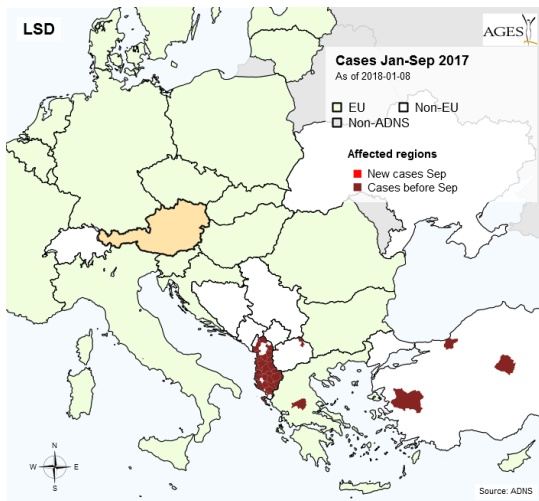 LSD
AGES
Cases Jan-Sep 2017
As of 2018-01-08
EU
Non-EU
Non-ADNS
Affected regions
New cases Sep
Cases before Sep
N
W
E
S
Source: ADNS